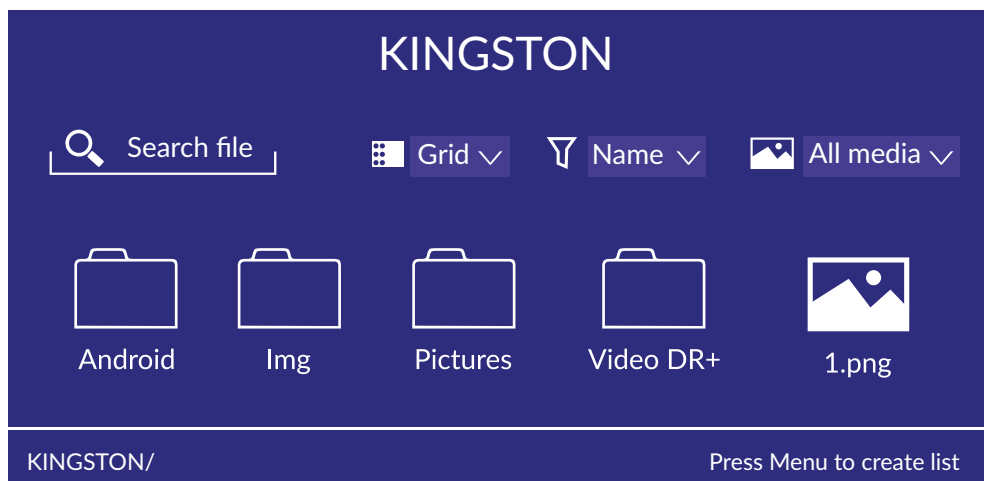 KINGSTON
Search file Grid Name All media
Android Img Pictures Video DR+ 1.png
KINGSTON/ Press Menu to create list